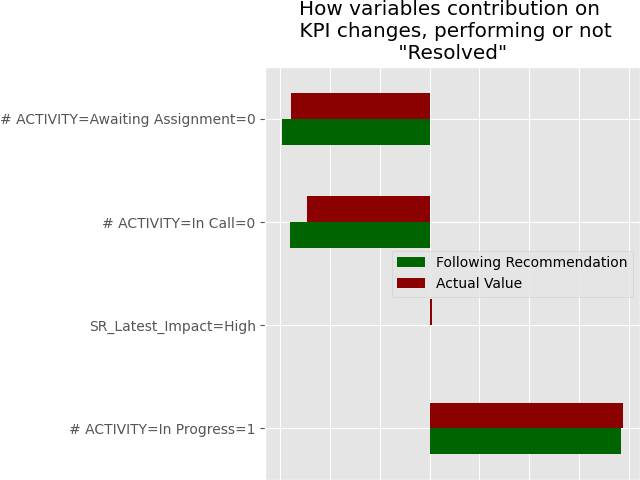 How variables contribution on
KPI changes, performing or not
"Resolved"
# ACTIVITY=Awaiting Assignment=0
# ACTIVITY=In Call=0
Following Recommendation
Actual Value
SR_Latest_Impact=High
# ACTIVITY=In Progress=1